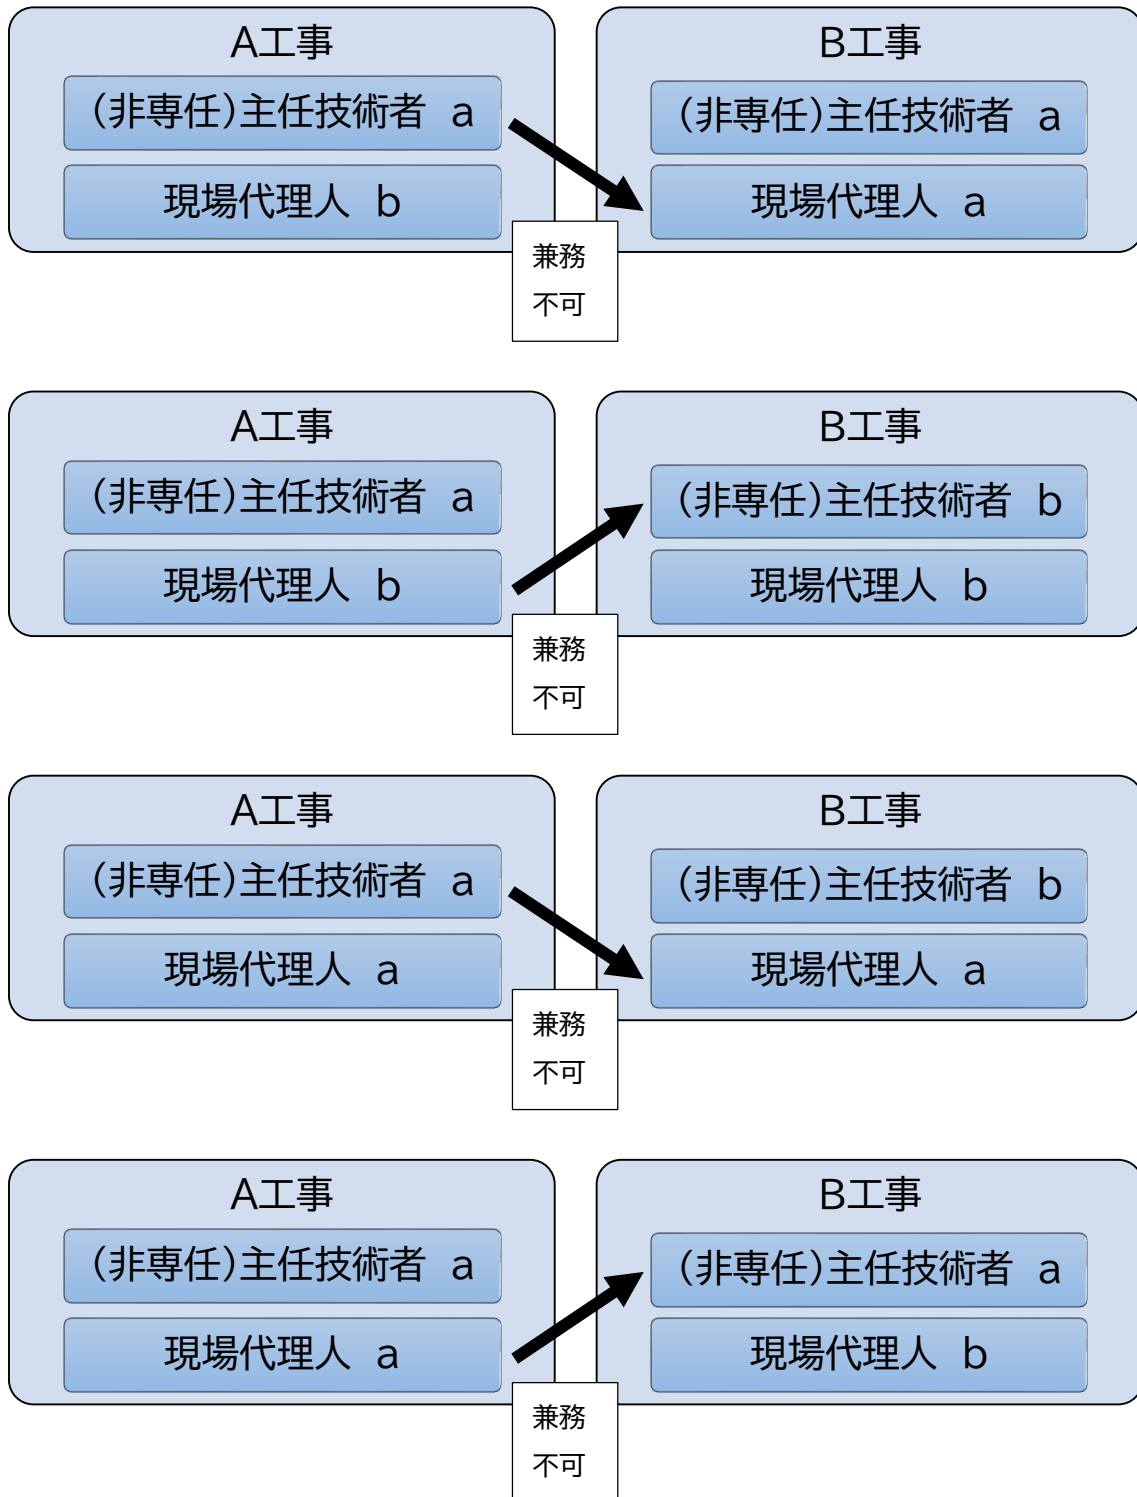 A工事
(非専任)主任技術者 a
現場代理人 b
B工事
(非専任)主任技術者 a
現場代理人 a
兼務
不可
A工事
(非専任)主任技術者 a
現場代理人 b
B工事
(非専任)主任技術者 b
現場代理人 b
兼務
不可
A工事
(非専任)主任技術者 a
現場代理人 a
B工事
(非専任)主任技術者 b
現場代理人 a
兼務
不可
A工事
(非専任)主任技術者 a
現場代理人 a
B工事
(非専任)主任技術者 a
現場代理人 b
兼務
不可